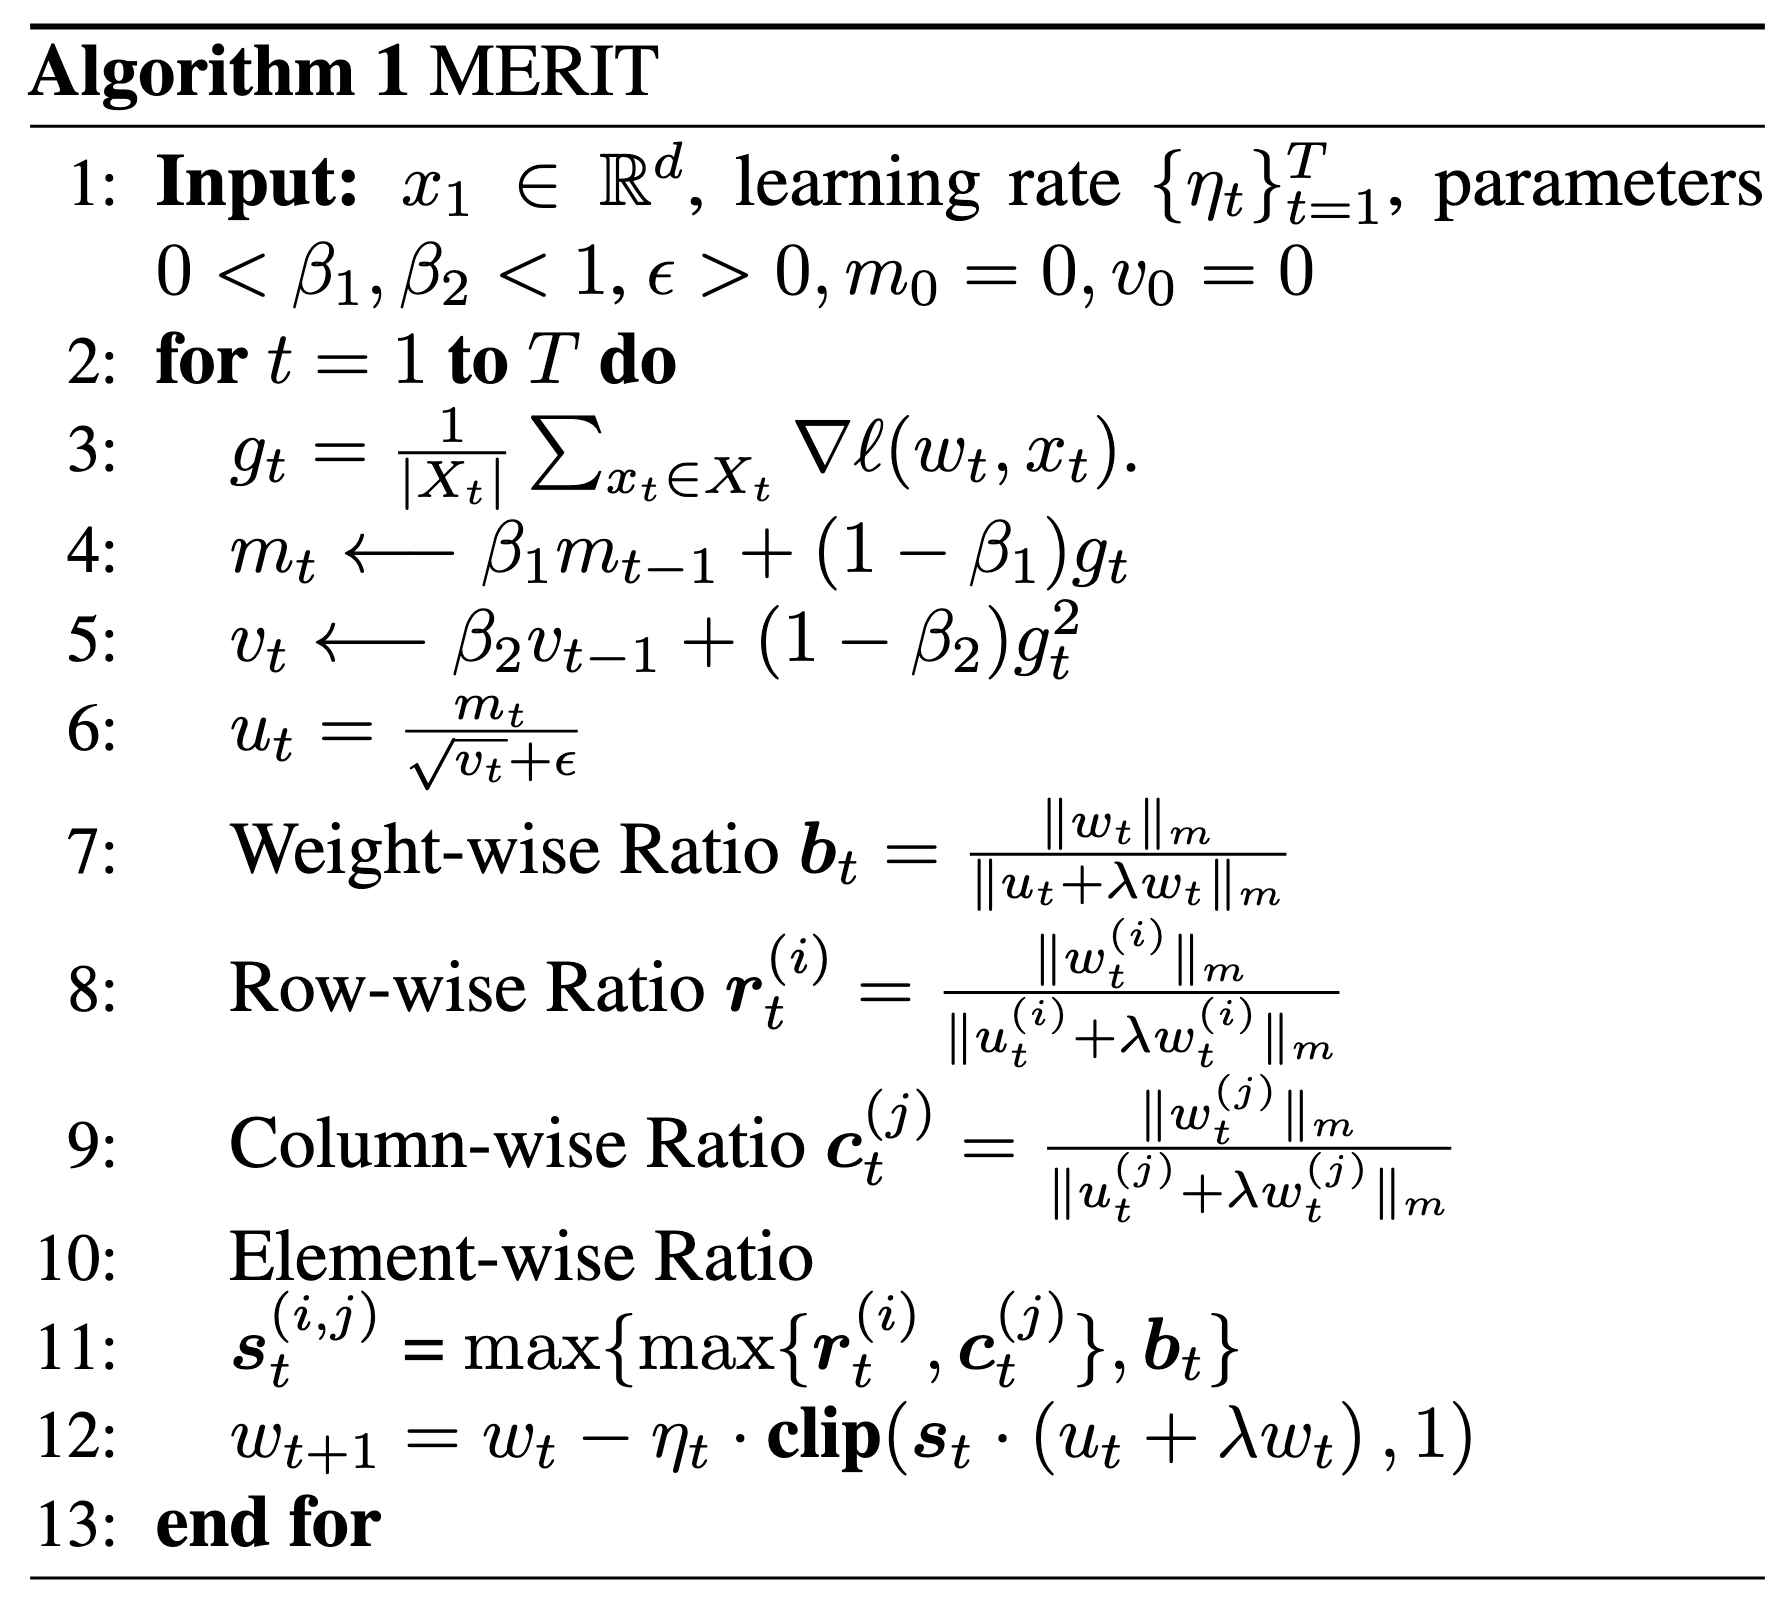 Algorithm 1 MERIT
1: Input: $x_1 \in \mathbb{R}^d$, learning rate $\{\eta_t\}_{t=1}^T$, parameters
$0 < \beta_1, \beta_2 < 1, \epsilon > 0, m_0 = 0, v_0 = 0$
2: for $t = 1$ to $T$ do
3: $g_t = \frac{1}{|X_t|} \sum_{x_t \in X_t} \nabla \ell(w_t, x_t).$
4: $m_t \longleftarrow \beta_1 m_{t-1} + (1 - \beta_1) g_t$
5: $v_t \longleftarrow \beta_2 v_{t-1} + (1 - \beta_2) g_t^2$
6: $u_t = \frac{m_t}{\sqrt{v_t} + \epsilon}$
7: Weight-wise Ratio $\boldsymbol{b}_t = \frac{\|w_t\|_m}{\|u_t + \lambda w_t\|_m}$
8: Row-wise Ratio $\boldsymbol{r}_t^{(i)} = \frac{\|w_t^{(i)}\|_m}{\|u_t^{(i)} + \lambda w_t^{(i)}\|_m}$
9: Column-wise Ratio $\boldsymbol{c}_t^{(j)} = \frac{\|w_t^{(j)}\|_m}{\|u_t^{(j)} + \lambda w_t^{(j)}\|_m}$
10: Element-wise Ratio
11: $\boldsymbol{s}_t^{(i,j)} = \max\{\max\{\boldsymbol{r}_t^{(i)}, \boldsymbol{c}_t^{(j)}\}, \boldsymbol{b}_t\}$
12: $w_{t+1} = w_t - \eta_t \cdot \textbf{clip}(\boldsymbol{s}_t \cdot (u_t + \lambda w_t), 1)$
13: end for